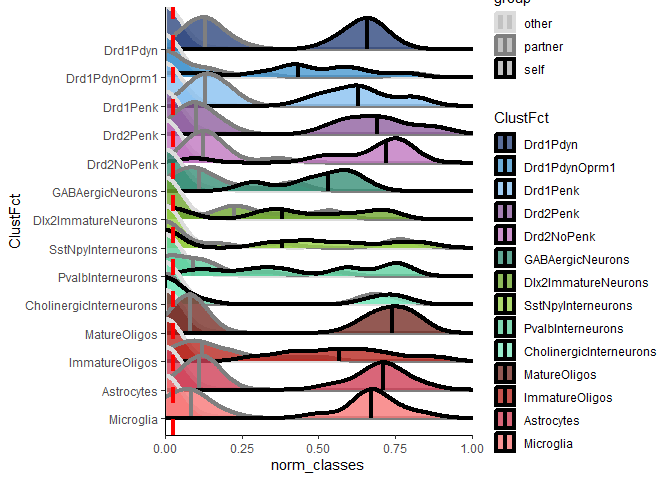 group
other
partner
self
ClustFct
Drd1Pdyn
Drd1PdynOprm1
Drd1Penk
Drd2Penk
Drd2NoPenk
GABAergicNeurons
Dlx2ImmatureNeurons
SstNpyInterneurons
PvalbInterneurons
CholinergicInterneurons
MatureOligos
ImmatureOligos
Astrocytes
Microglia
ClustFct
Drd1Pdyn
Drd1PdynOprm1
Drd1Penk
Drd2Penk
Drd2NoPenk
GABAergicNeurons
Dlx2ImmatureNeurons
SstNpyInterneurons
PvalbInterneurons
CholinergicInterneurons
MatureOligos
ImmatureOligos
Astrocytes
Microglia
0.00 0.25 0.50 0.75 1.00
norm_classes